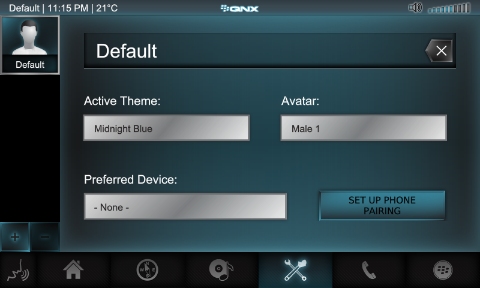 Default | 11:15 PM | 21°C
QNX
Default
Default
Active Theme:
Avatar:
Midnight Blue
Male 1
Preferred Device:
- None -
SET UP PHONE
PAIRING